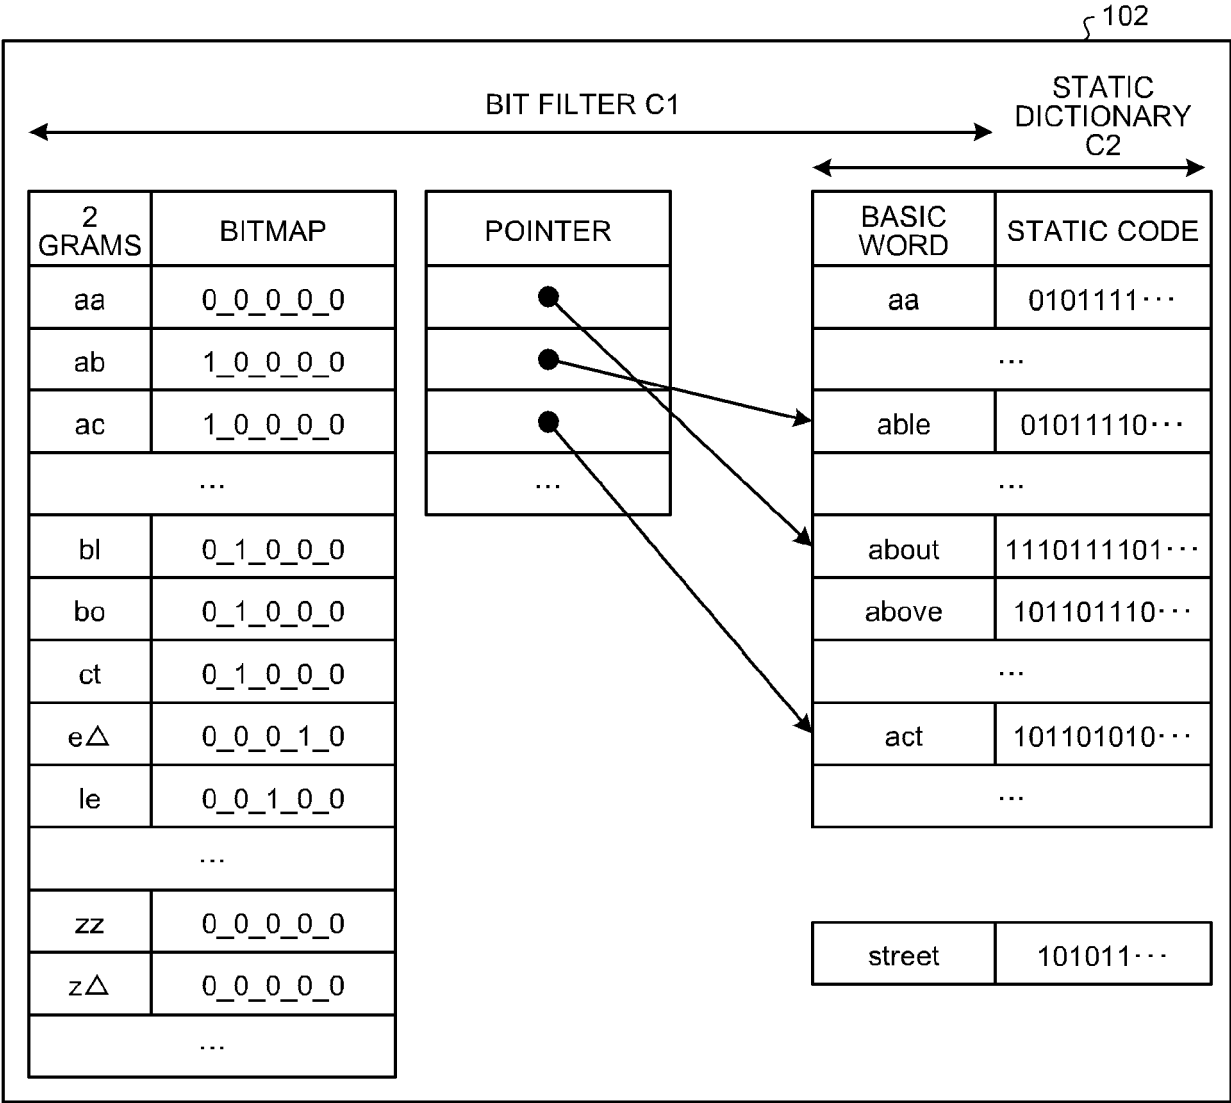 102
BIT FILTER C1
STATIC
DICTIONARY
C2
2
GRAMS
BITMAP
aa 0_0_0_0_0
ab 1_0_0_0_0
ac 1_0_0_0_0
...
bl 0_1_0_0_0
bo 0_1_0_0_0
ct 0_1_0_0_0
e△ 0_0_0_1_0
le 0_0_1_0_0
...
zz 0_0_0_0_0
z△ 0_0_0_0_0
...
POINTER
...
BASIC
WORD
STATIC CODE
aa 0101111···
...
able 01011110···
...
about 1110111101···
above 101101110···
...
act 101101010···
...
street 101011···